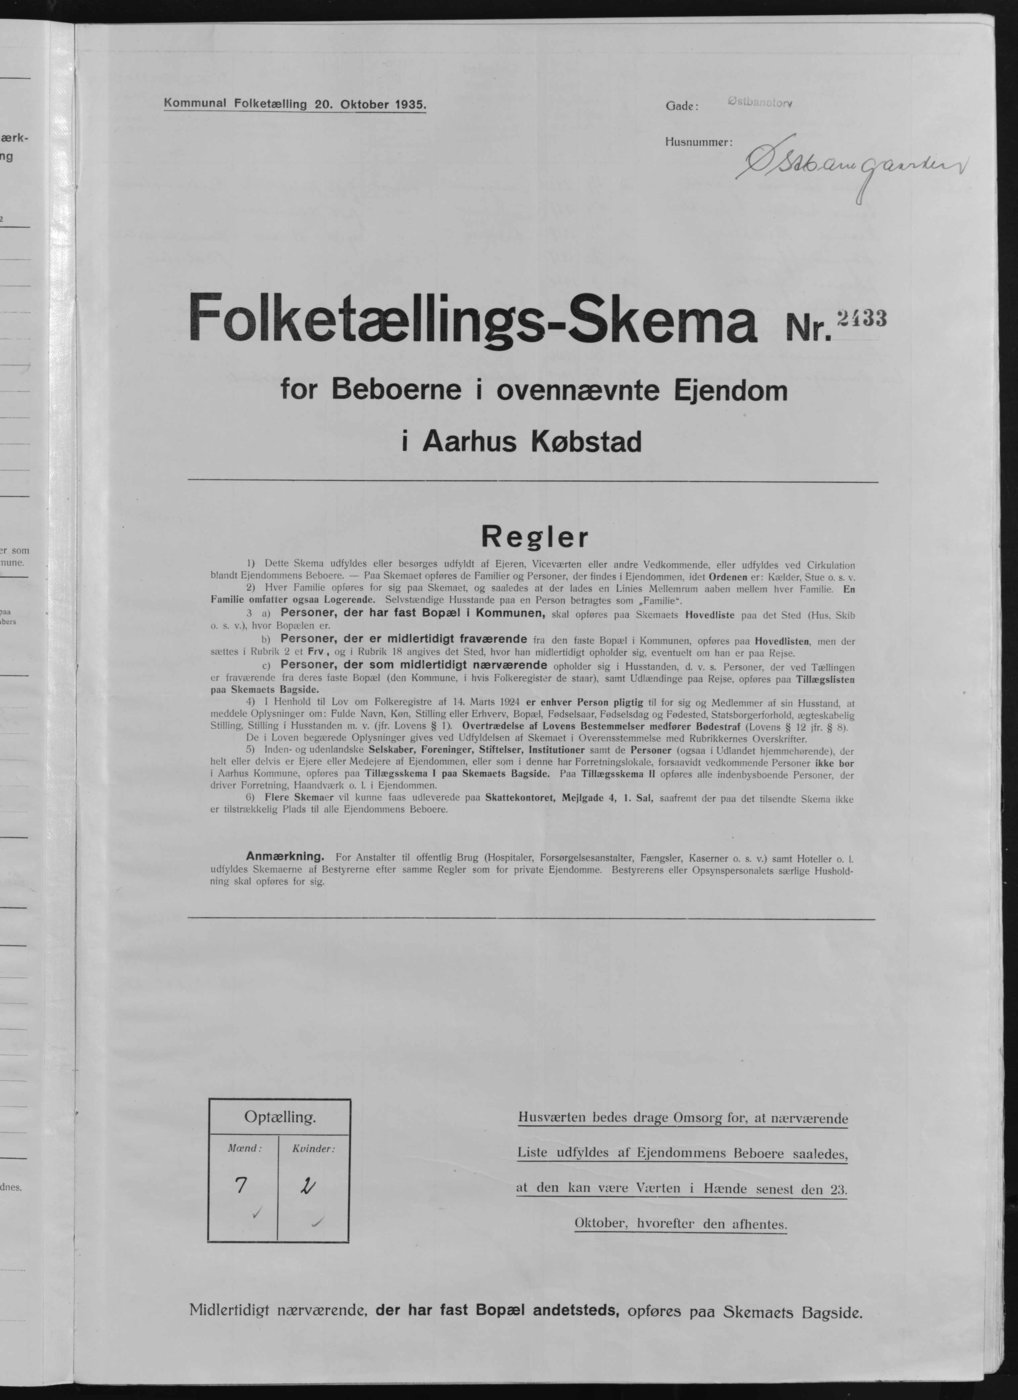 Kommunal Folketælling 20. Oktober 1935.
Gade: Østbanetorv
Husnummer: Østbanegaarden
Folketællings-Skema Nr. 2433
for Beboerne i ovennævnte Ejendom
i Aarhus Købstad
Regler
1) Dette Skema udfyldes eller besørges udfyldt af Ejeren, Viceværten eller andre Vedkommende, eller udfyldes ved Cirkulation
blandt Ejendommens Beboere. — Paa Skemaet opføres de Familier og Personer, der findes i Ejendommen, idet Ordenen er: Kælder, Stue o. s. v.
2) Hver Familie opføres for sig paa Skemaet, og saaledes at der lades en Linies Mellemrum aaben mellem hver Familie. En
Familie omfatter ogsaa Logerende. Selvstændige Husstande paa en Person betragtes som „Familie“.
3 a) Personer, der har fast Bopæl i Kommunen, skal opføres paa Skemaets Hovedliste paa det Sted (Hus, Skib
o. s. v.), hvor Bopælen er.
b) Personer, der er midlertidigt fraværende fra den faste Bopæl i Kommunen, opføres paa Hovedlisten, men der
sættes i Rubrik 2 et Frv., og i Rubrik 18 angives det Sted, hvor han midlertidigt opholder sig, eventuelt om han er paa Rejse.
c) Personer, der som midlertidigt nærværende opholder sig i Husstanden, d. v. s. Personer, der ved Tællingen
er fraværende fra deres faste Bopæl (den Kommune, i hvis Folkeregister de staar), samt Udlændinge paa Rejse, opføres paa Tillægslisten
paa Skemaets Bagside.
4) I Henhold til Lov om Folkeregistre af 14. Marts 1924 er enhver Person pligtig til for sig og Medlemmer af sin Husstand, at
meddele Oplysninger om: Fulde Navn, Køn, Stilling eller Erhverv, Bopæl, Fødselsaar, Fødselsdag og Fødested, Statsborgerforhold, ægteskabelig
Stilling, Stilling i Husstanden m. v. (jfr. Lovens § 1). Overtrædelse af Lovens Bestemmelser medfører Bødestraf (Lovens § 12 jfr. § 8).
De i Loven begærede Oplysninger gives ved Udfyldelsen af Skemaet i Overensstemmelse med Rubrikkernes Overskrifter.
5) Inden- og udenlandske Selskaber, Foreninger, Stiftelser, Institutioner samt de Personer (ogsaa i Udlandet hjemmehørende), der
helt eller delvis er Ejere eller Medejere af Ejendommen, eller som i denne har Forretningslokale, forsaavidt vedkommende Personer ikke bor
i Aarhus Kommune, opføres paa Tillægsskema I paa Skemaets Bagside. Paa Tillægsskema II opføres alle indenbysboende Personer, der
driver Forretning, Haandværk o. l. i Ejendommen.
6) Flere Skemaer vil kunne faas udleverede paa Skattekontoret, Mejlgade 4, 1. Sal, saafremt der paa det tilsendte Skema ikke
er tilstrækkelig Plads til alle Ejendommens Beboere.
Anmærkning. For Anstalter til offentlig Brug (Hospitaler, Forsørgelsesanstalter, Fængsler, Kaserner o. s. v.) samt Hoteller o. l.
udfyldes Skemaerne af Bestyrerne efter samme Regler som for private Ejendomme. Bestyrerens eller Opsynspersonalets særlige Hushold-
ning skal opføres for sig.
Optælling.
Mænd: Kvinder:
7 2
Husværten bedes drage Omsorg for, at nærværende
Liste udfyldes af Ejendommens Beboere saaledes,
at den kan være Værten i Hænde senest den 23.
Oktober, hvorefter den afhentes.
Midlertidigt nærværende, der har fast Bopæl andetsteds, opføres paa Skemaets Bagside.